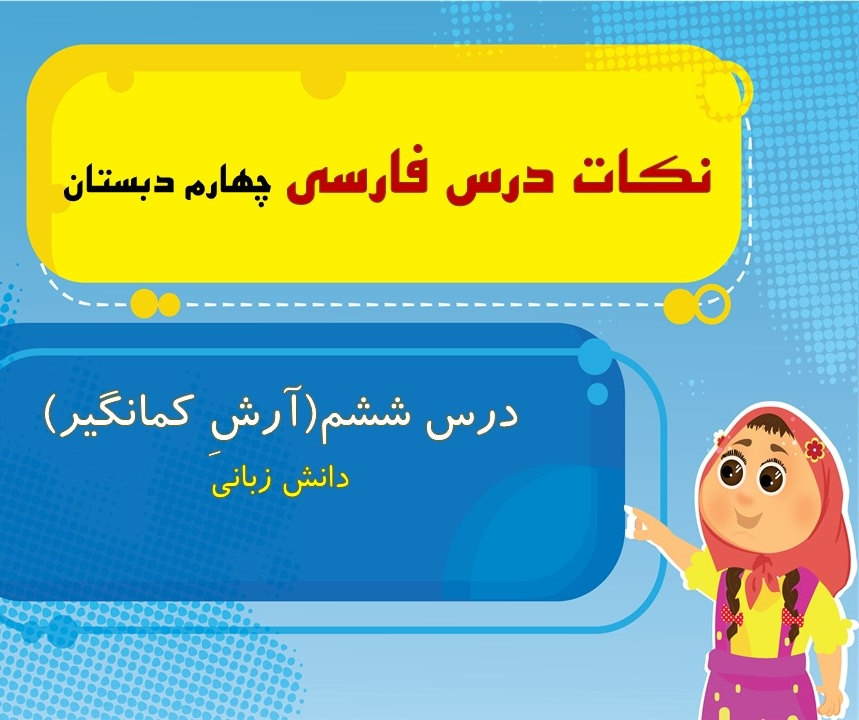 نکات درس فارسی چهارم دبستان
درس ششم(آرشِ کمانگیر)
دانش زبانی